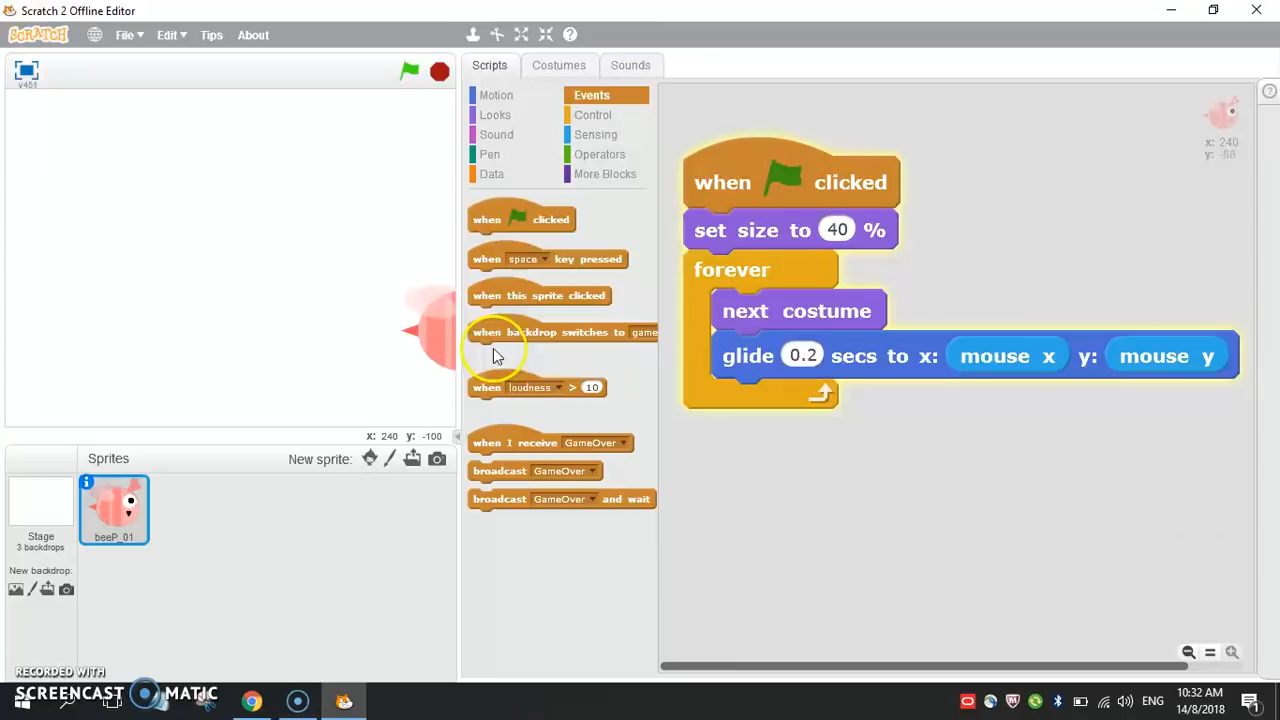 Scratch 2 Offline Editor
SCRATCH File Edit Tips About
v451
Scripts Costumes Sounds
Motion Events
Looks Control
Sound Sensing
Pen Operators
Data More Blocks
when clicked
when space key pressed
when this sprite clicked
when backdrop switches to game
when loudness > 10
when I receive GameOver
broadcast GameOver
broadcast GameOver and wait
when clicked
set size to 40 %
forever
next costume
glide 0.2 secs to x: mouse x y: mouse y
x: 240
y: -100
x: 240 y: -100
Sprites New sprite:
beeP_01
Stage
3 backdrops
New backdrop:
RECORDED WITH
SCREENCAST MATIC
ENG
10:32 AM
14/8/2018
1